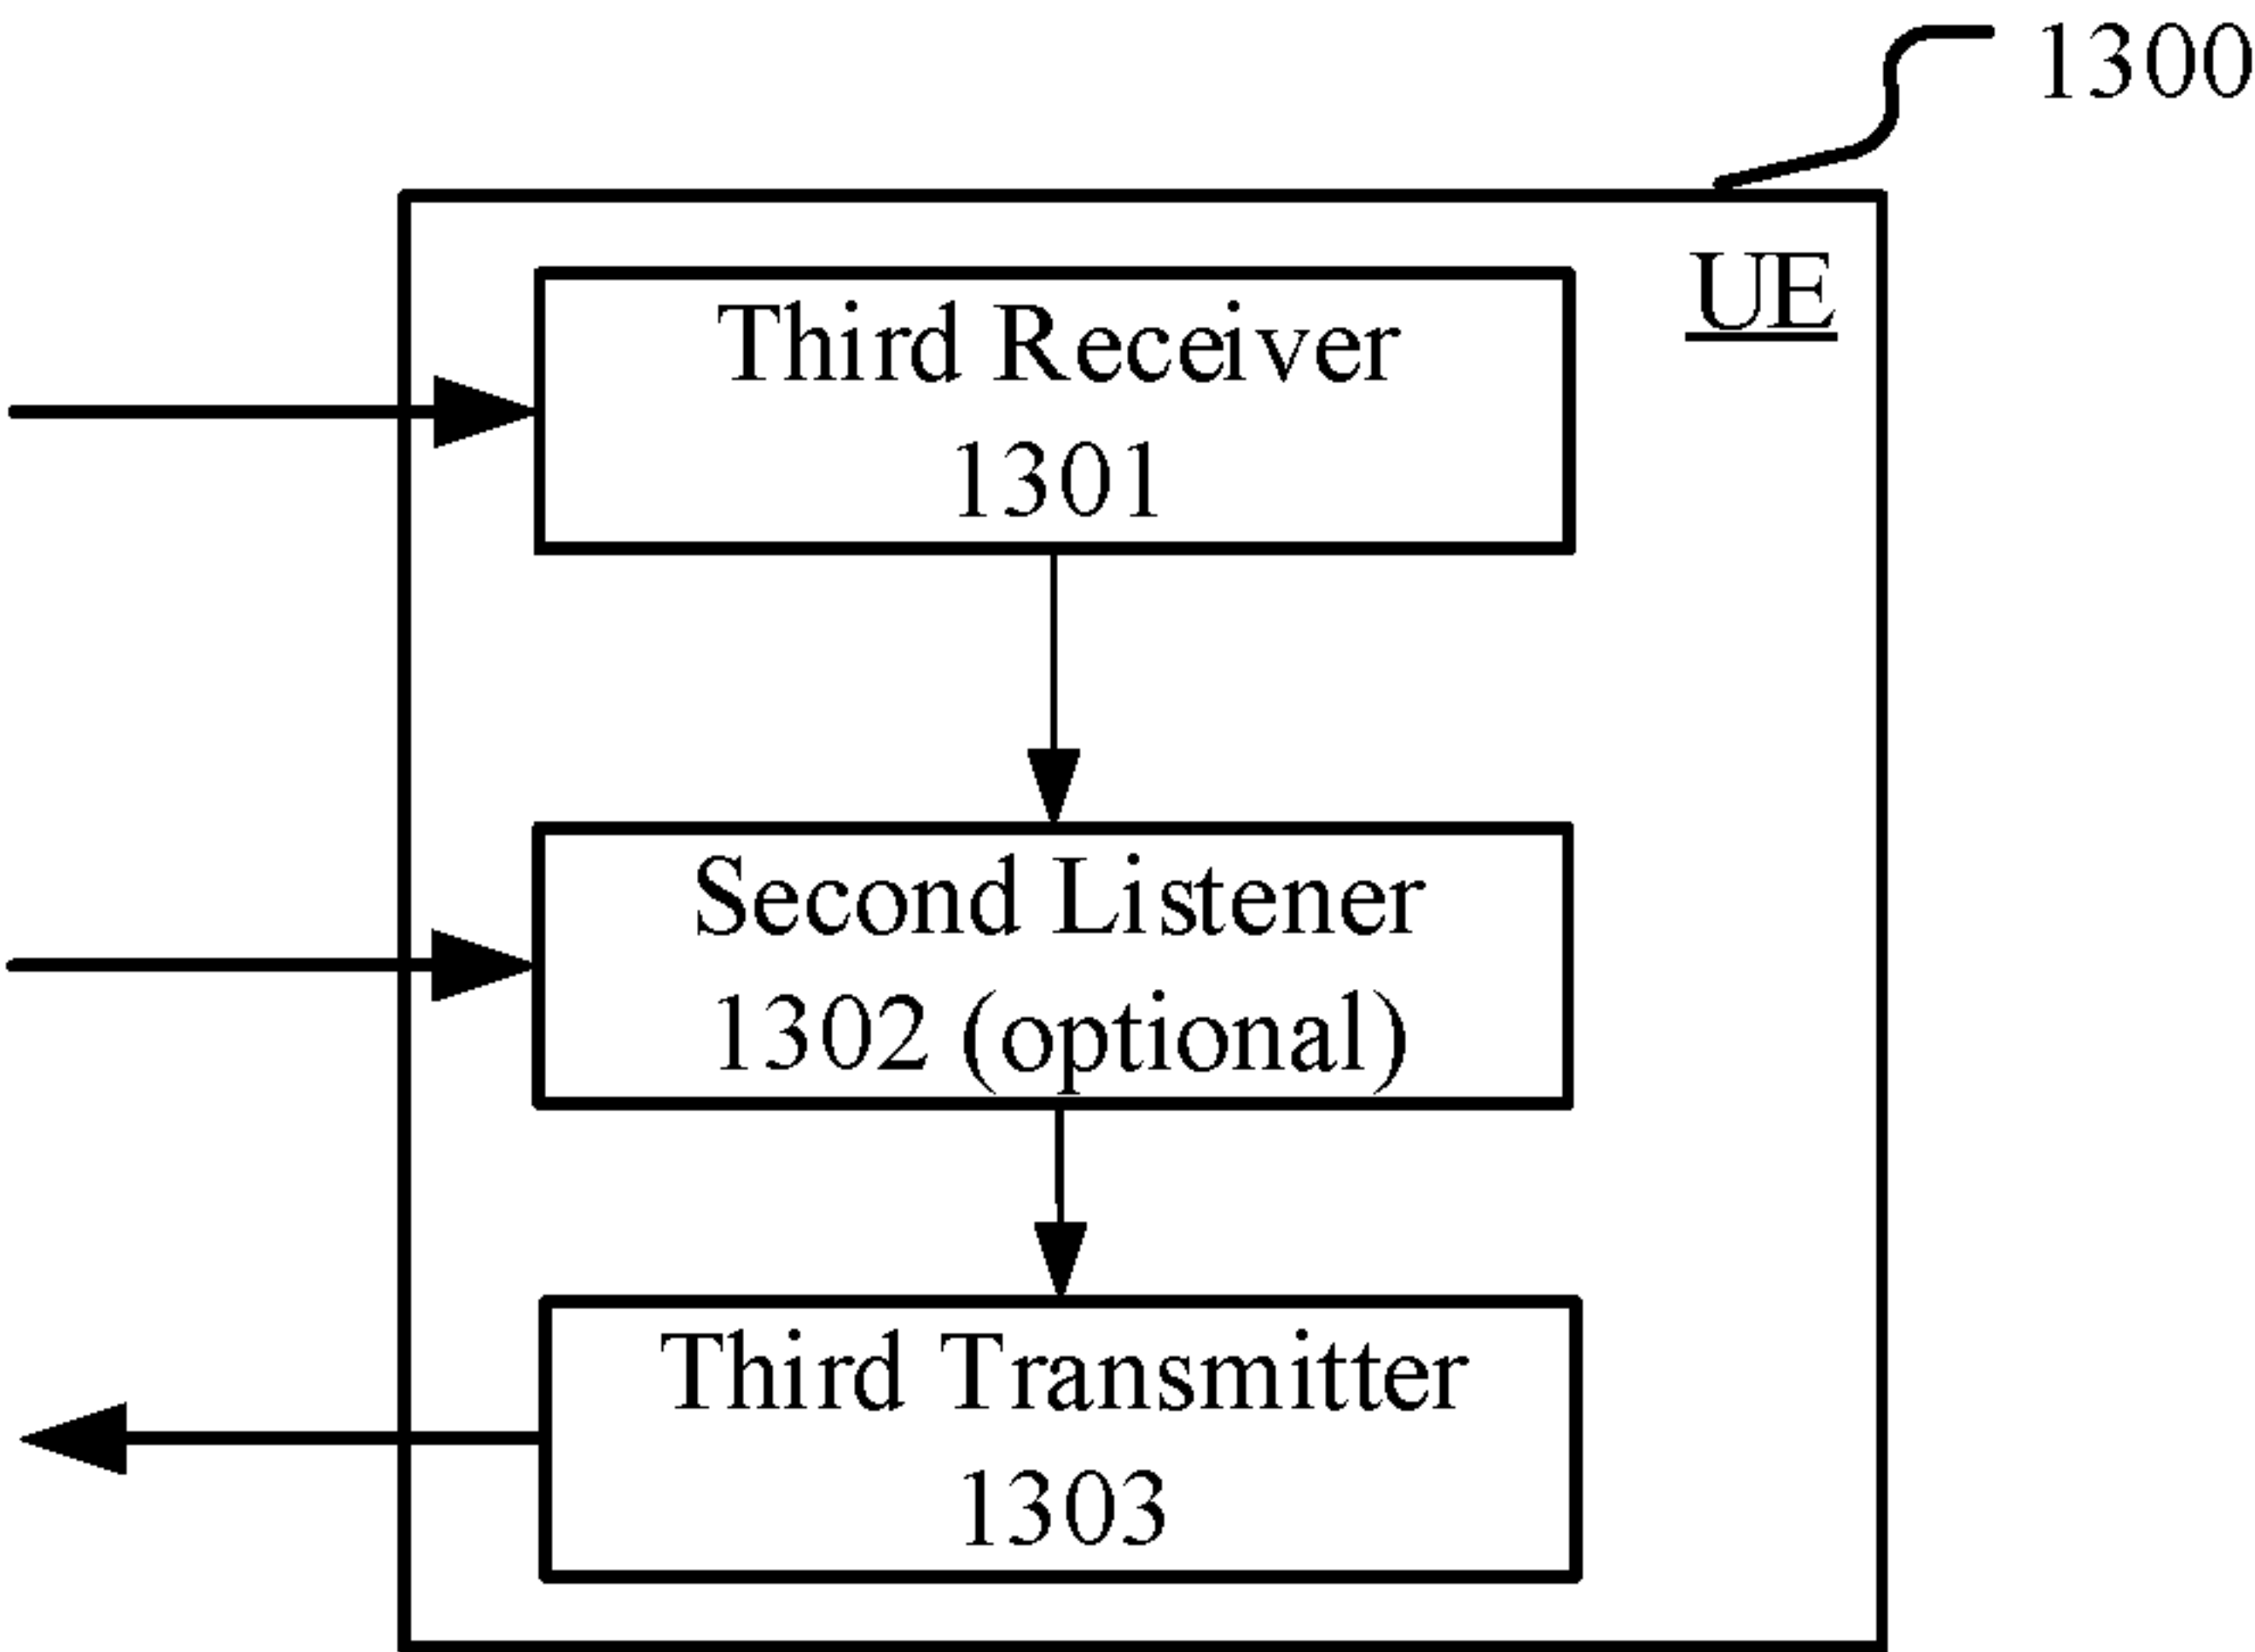 1300
UE
Third Receiver
1301
Second Listener
1302 (optional)
Third Transmitter
1303